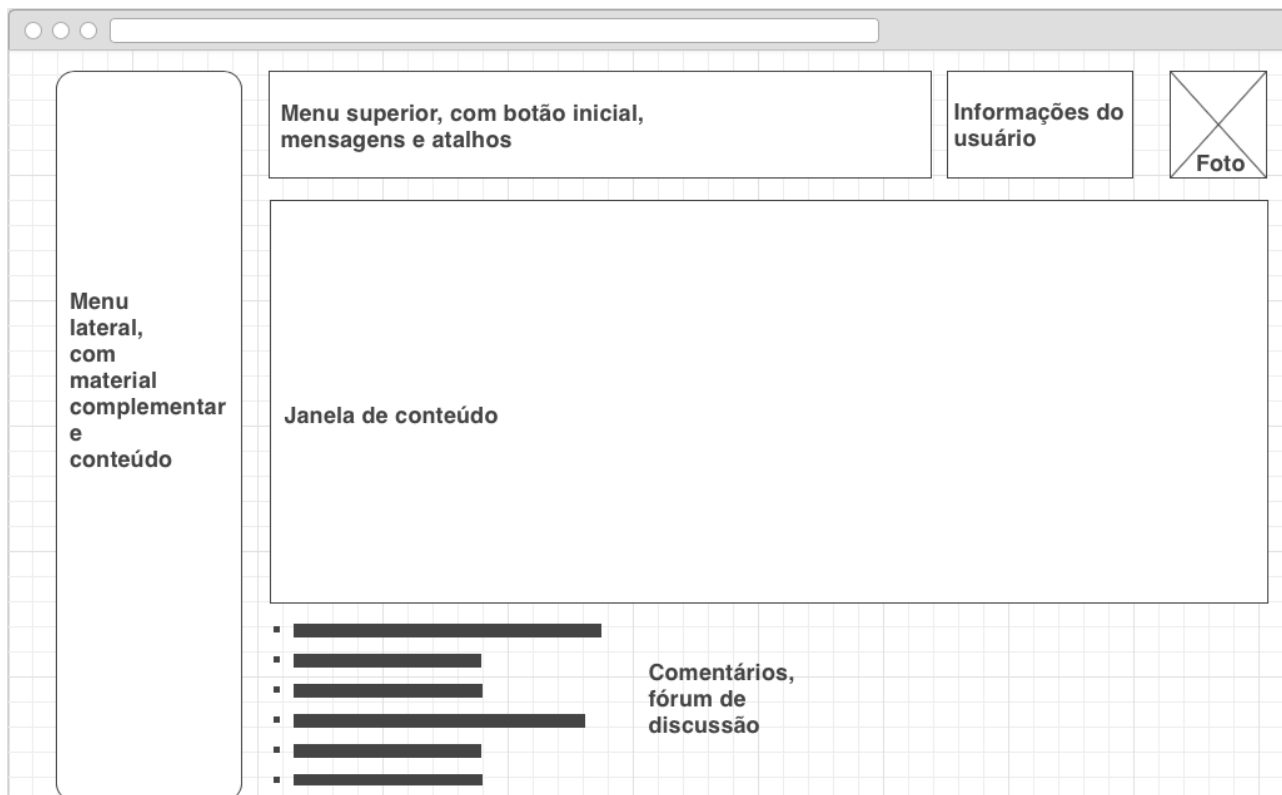 Menu superior, com botão inicial,
mensagens e atalhos
Informações do
usuário
Foto
Menu
lateral,
com
material
complementar
e
conteúdo
Janela de conteúdo
Comentários,
fórum de
discussão